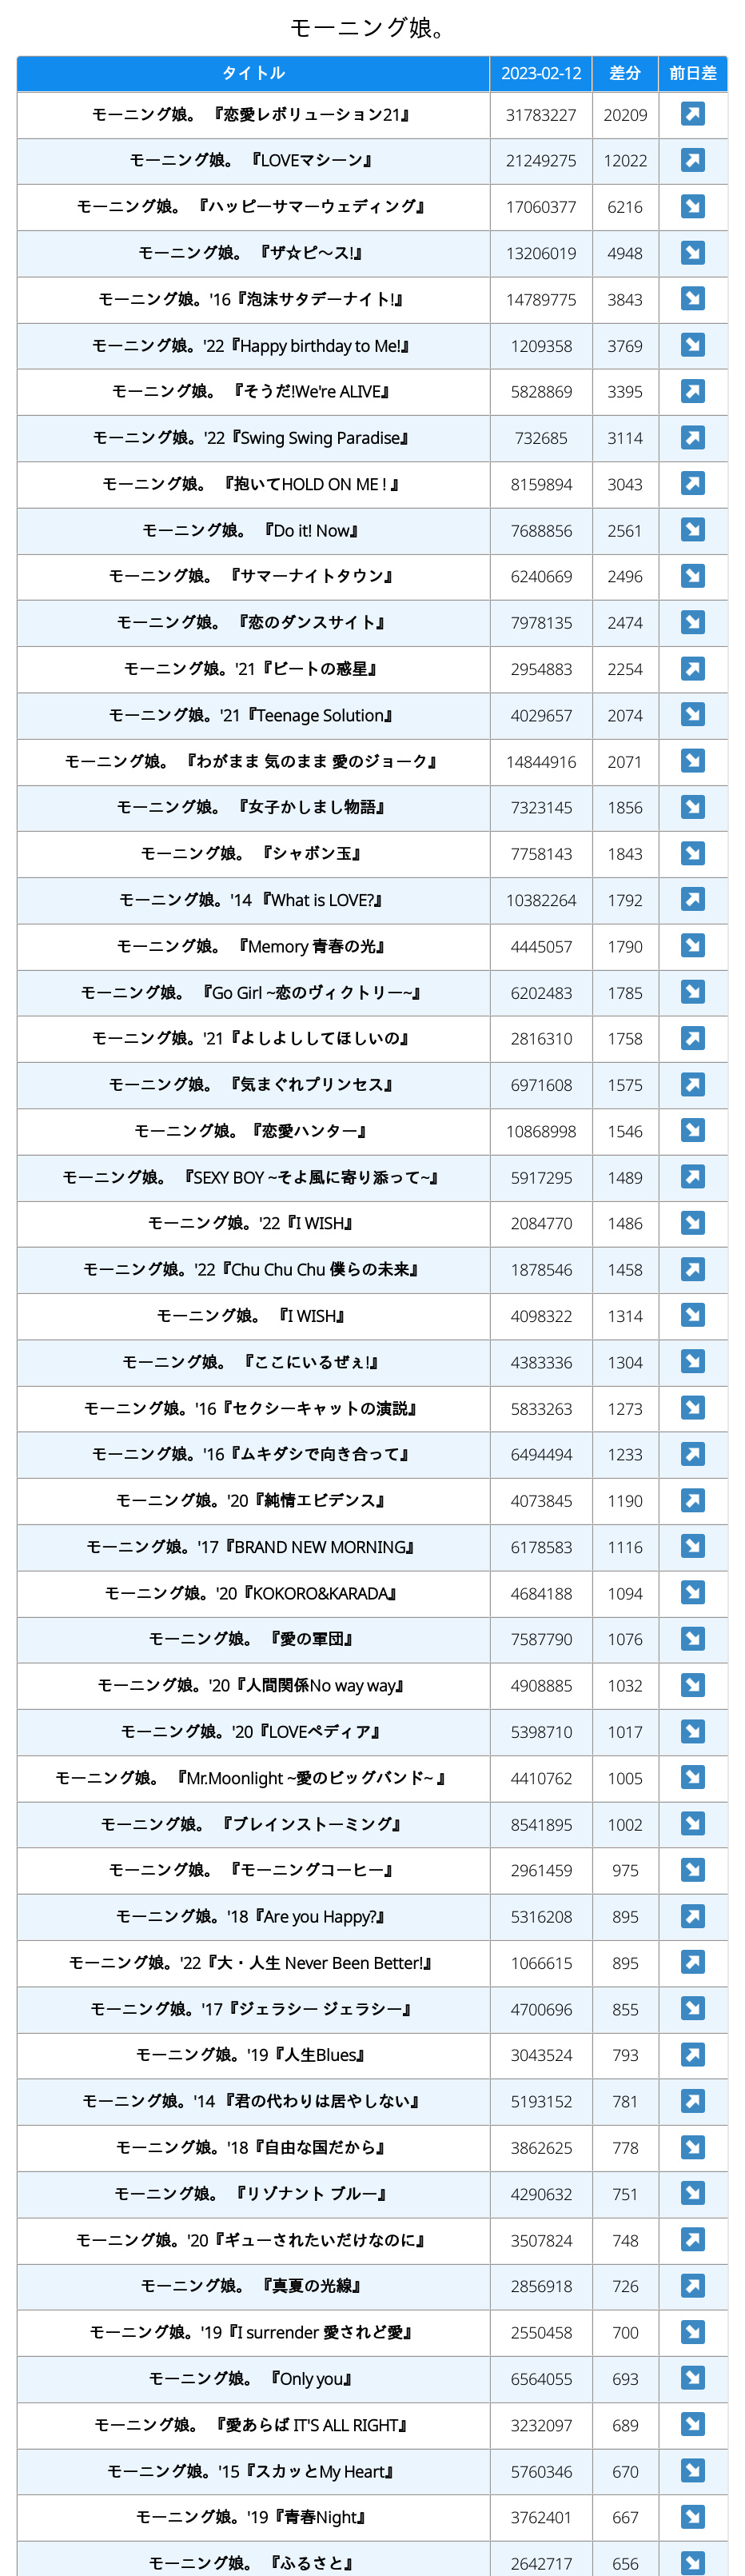 モーニング娘。
タイトル 2023-02-12 差分 前日差
モーニング娘。 『恋愛レボリューション21』 31783227 20209 ↗
モーニング娘。 『LOVEマシーン』 21249275 12022 ↗
モーニング娘。 『ハッピーサマーウェディング』 17060377 6216 ↘
モーニング娘。 『ザ☆ピ〜ス!』 13206019 4948 ↘
モーニング娘。'16『泡沫サタデーナイト!』 14789775 3843 ↘
モーニング娘。'22『Happy birthday to Me!』 1209358 3769 ↘
モーニング娘。 『そうだ!We're ALIVE』 5828869 3395 ↗
モーニング娘。'22『Swing Swing Paradise』 732685 3114 ↗
モーニング娘。 『抱いてHOLD ON ME ! 』 8159894 3043 ↗
モーニング娘。 『Do it! Now』 7688856 2561 ↘
モーニング娘。 『サマーナイトタウン』 6240669 2496 ↘
モーニング娘。 『恋のダンスサイト』 7978135 2474 ↘
モーニング娘。'21『ビートの惑星』 2954883 2254 ↗
モーニング娘。'21『Teenage Solution』 4029657 2074 ↘
モーニング娘。 『わがまま 気のまま 愛のジョーク』 14844916 2071 ↘
モーニング娘。 『女子かしまし物語』 7323145 1856 ↘
モーニング娘。 『シャボン玉』 7758143 1843 ↘
モーニング娘。'14 『What is LOVE?』 10382264 1792 ↗
モーニング娘。 『Memory 青春の光』 4445057 1790 ↘
モーニング娘。 『Go Girl ~恋のヴィクトリー~』 6202483 1785 ↘
モーニング娘。'21『よしよししてほしいの』 2816310 1758 ↗
モーニング娘。 『気まぐれプリンセス』 6971608 1575 ↗
モーニング娘。『恋愛ハンター』 10868998 1546 ↘
モーニング娘。 『SEXY BOY ~そよ風に寄り添って~』 5917295 1489 ↗
モーニング娘。'22『I WISH』 2084770 1486 ↘
モーニング娘。'22『Chu Chu Chu 僕らの未来』 1878546 1458 ↗
モーニング娘。 『I WISH』 4098322 1314 ↘
モーニング娘。 『ここにいるぜぇ!』 4383336 1304 ↘
モーニング娘。'16『セクシーキャットの演説』 5833263 1273 ↘
モーニング娘。'16『ムキダシで向き合って』 6494494 1233 ↗
モーニング娘。'20『純情エビデンス』 4073845 1190 ↗
モーニング娘。'17『BRAND NEW MORNING』 6178583 1116 ↘
モーニング娘。'20『KOKORO&KARADA』 4684188 1094 ↘
モーニング娘。 『愛の軍団』 7587790 1076 ↘
モーニング娘。'20『人間関係No way way』 4908885 1032 ↘
モーニング娘。'20『LOVEペディア』 5398710 1017 ↘
モーニング娘。 『Mr.Moonlight ~愛のビッグバンド~ 』 4410762 1005 ↘
モーニング娘。 『ブレインストーミング』 8541895 1002 ↘
モーニング娘。 『モーニングコーヒー』 2961459 975 ↘
モーニング娘。'18『Are you Happy?』 5316208 895 ↗
モーニング娘。'22『大・人生 Never Been Better!』 1066615 895 ↗
モーニング娘。'17『ジェラシー ジェラシー』 4700696 855 ↘
モーニング娘。'19『人生Blues』 3043524 793 ↗
モーニング娘。'14 『君の代わりは居やしない』 5193152 781 ↗
モーニング娘。'18『自由な国だから』 3862625 778 ↘
モーニング娘。 『リゾナント ブルー』 4290632 751 ↘
モーニング娘。'20『ギューされたいだけなのに』 3507824 748 ↗
モーニング娘。 『真夏の光線』 2856918 726 ↗
モーニング娘。'19『I surrender 愛されど愛』 2550458 700 ↘
モーニング娘。 『Only you』 6564055 693 ↘
モーニング娘。 『愛あらば IT'S ALL RIGHT』 3232097 689 ↘
モーニング娘。'15『スカッとMy Heart』 5760346 670 ↘
モーニング娘。'19『青春Night』 3762401 667 ↘
モーニング娘。 『ふるさと』 2642717 656 ↘